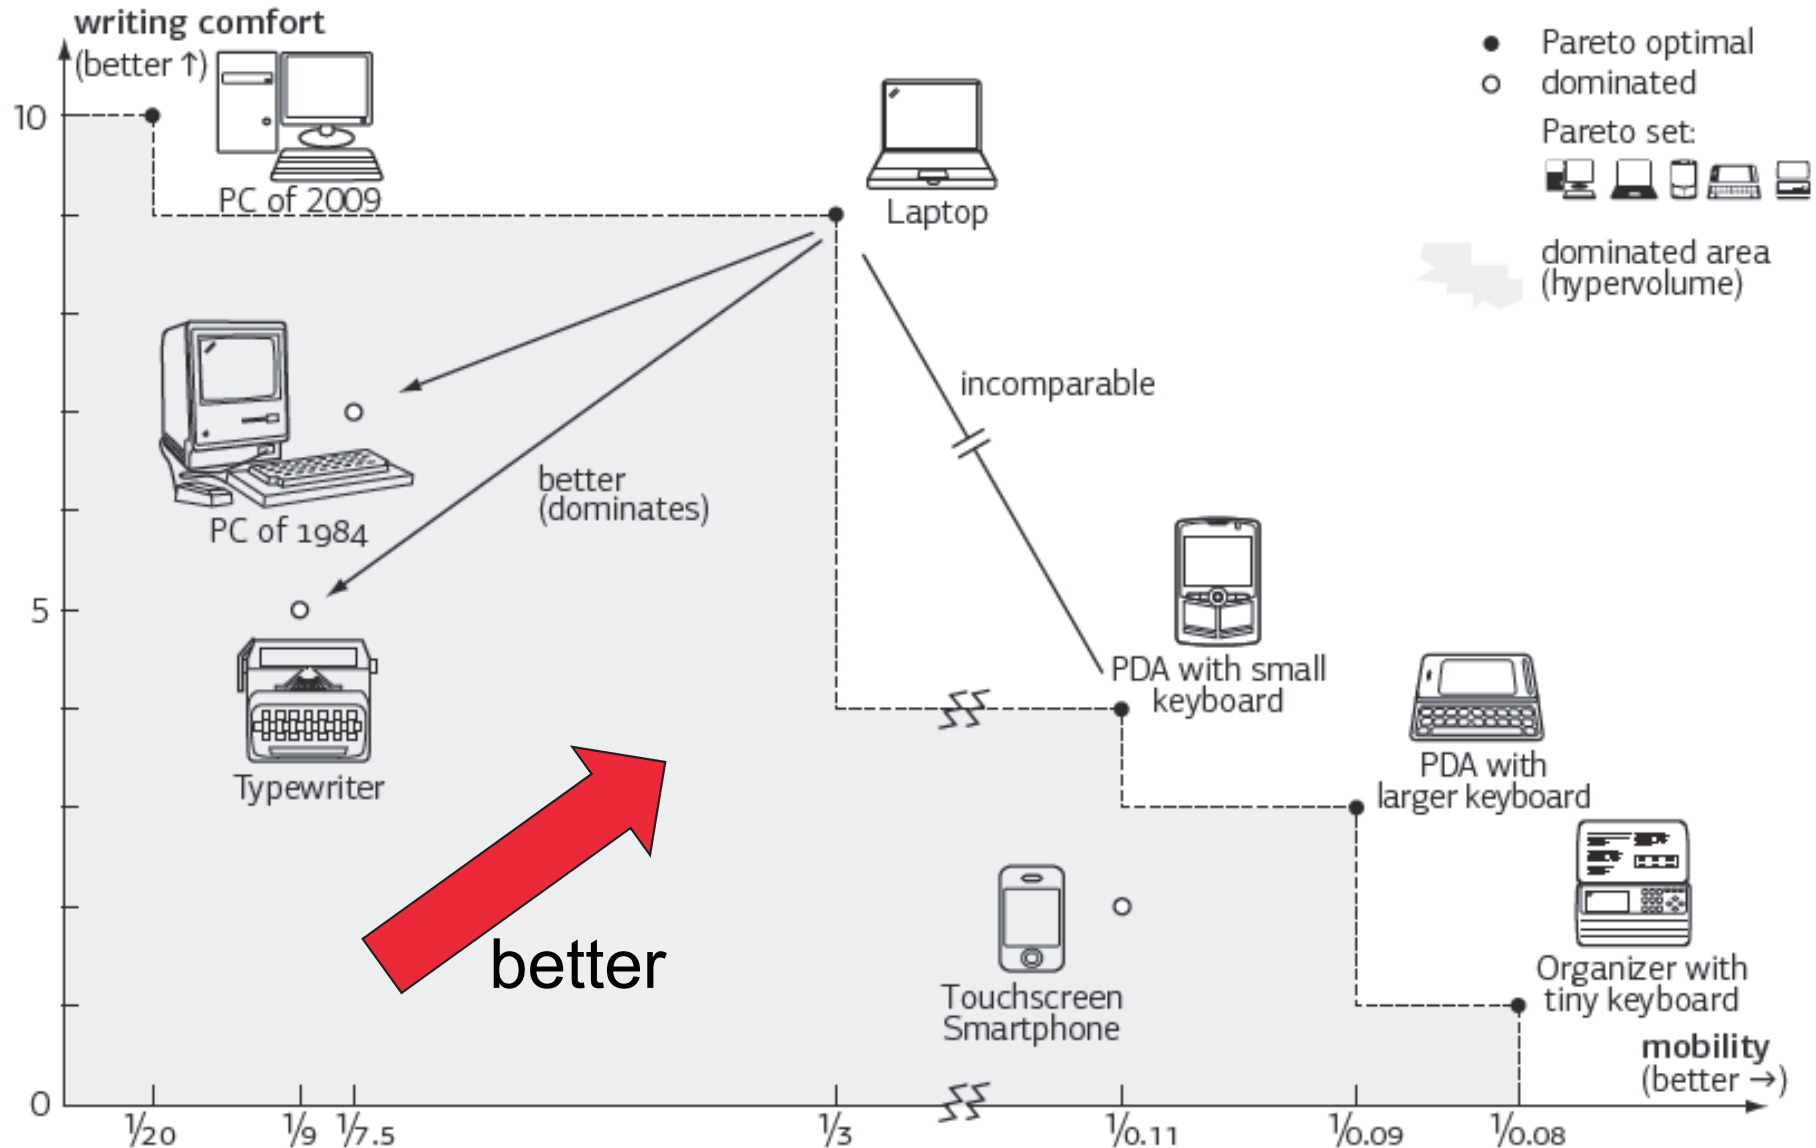 writing comfort
(better ↑)
10
5
0
PC of 2009
Laptop
Pareto optimal
dominated
Pareto set:
dominated area
(hypervolume)
incomparable
better
(dominates)
PC of 1984
Typewriter
PDA with small
keyboard
PDA with
larger keyboard
Touchscreen
Smartphone
Organizer with
tiny keyboard
better
mobility
(better →)
1/20 1/9 1/7.5 1/3 1/0.11 1/0.09 1/0.08